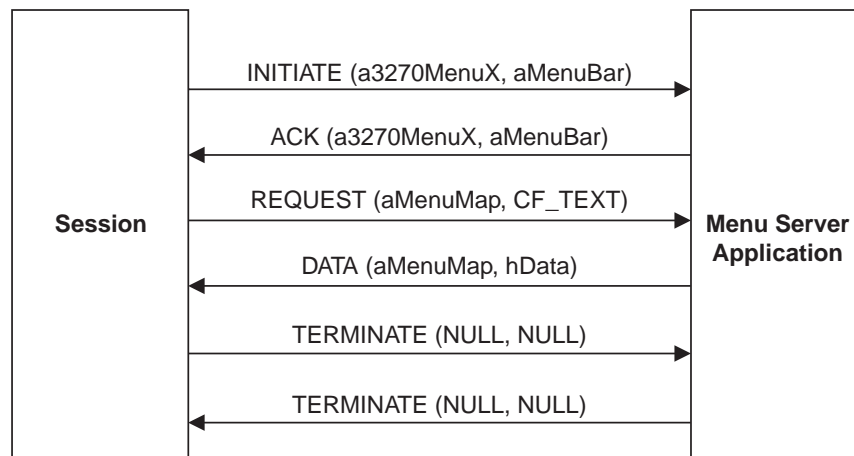 INITIATE (a3270MenuX, aMenuBar)
ACK (a3270MenuX, aMenuBar)
REQUEST (aMenuMap, CF_TEXT)
Session
Menu Server
Application
DATA (aMenuMap, hData)
TERMINATE (NULL, NULL)
TERMINATE (NULL, NULL)